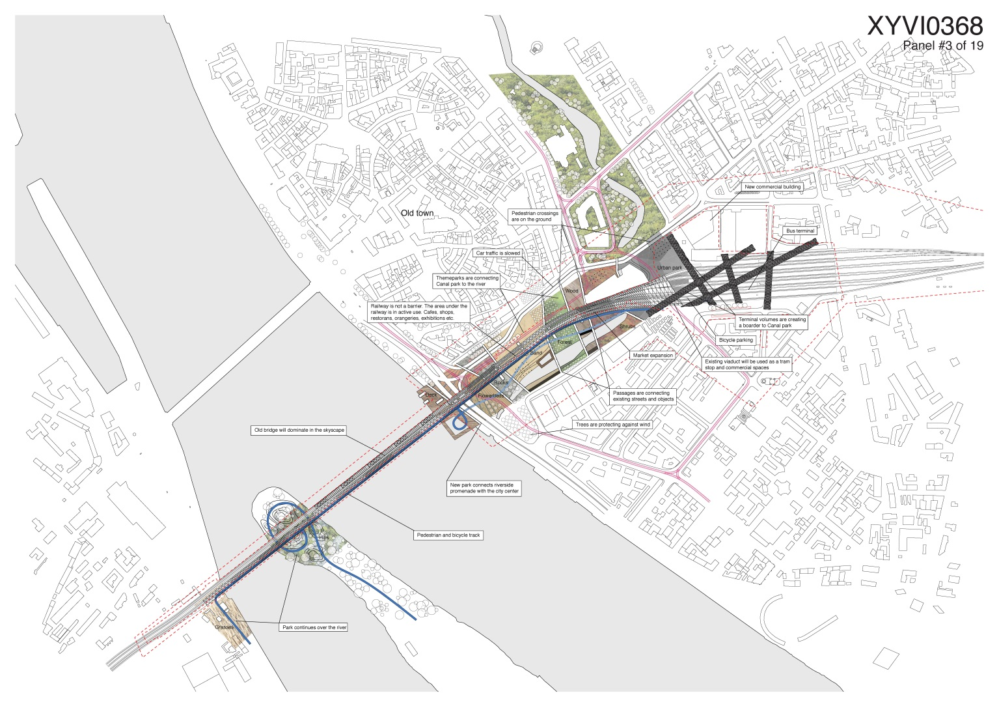 XYVI0368
Panel #3 of 19
New commercial building
Old town
Pedestrian crossings
are on the ground
Bus terminal
Car traffic is slowed
Urban park
Themeparks are connecting
Canal park to the river
Wood
Railway is not a barrier. The area under the
railway is in active use. Cafes, shops,
restorans, orangeries, exhibitions etc.
Terminal volumes are creating
a boarder to Canal park
Shrubs
Bicycle parking
Forest
Sand
Market expansion
Existing viaduct will be used as a tram
stop and commercial spaces
Rocks
Deck
Flowerbeds
Passages are connecting
existing streets and objects
Trees are protecting against wind
Old bridge will dominate in the skyscape
New park connects riverside
promenade with the city center
Pedestrian and bicycle track
Hills
Grasses
Park continues over the river